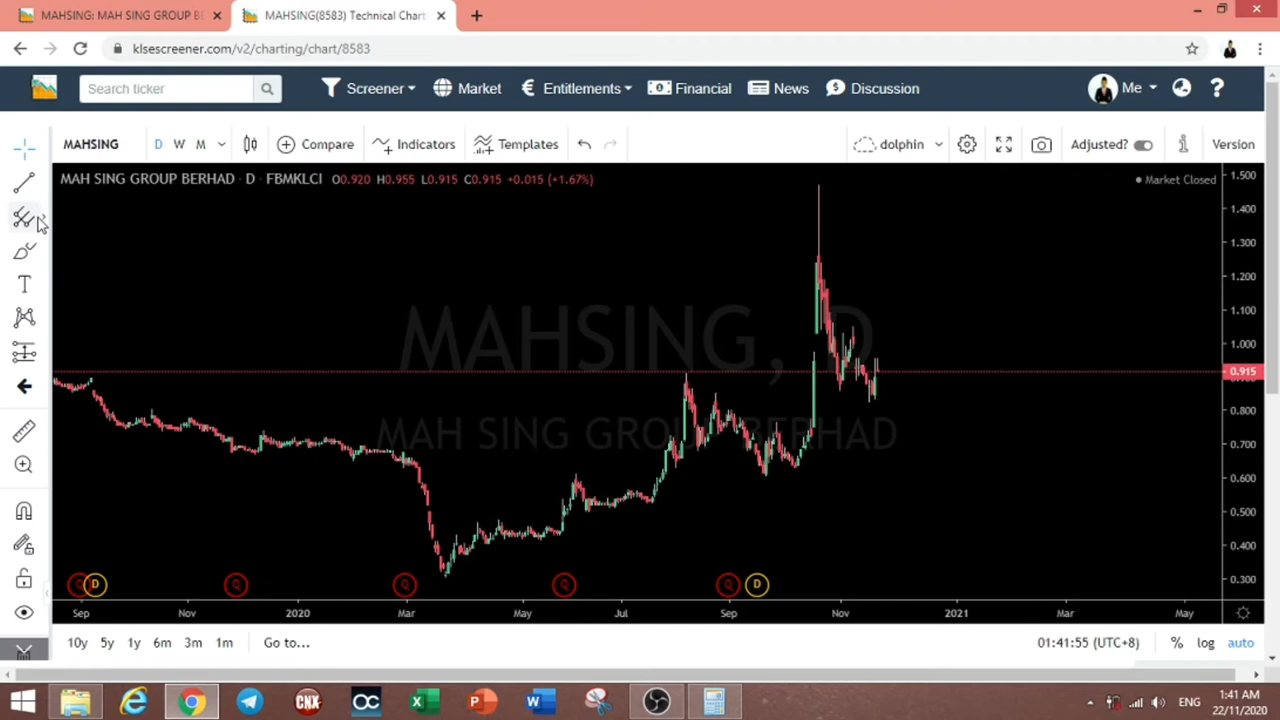 MAHSING: MAH SING GROUP BE
MAHSING(8583) Technical Chart
klsescreener.com/v2/charting/chart/8583
Search ticker
Screener
Market
Entitlements
Financial
News
Discussion
Me
MAHSING
D
W
M
Compare
Indicators
Templates
dolphin
Adjusted?
Version
MAH SING GROUP BERHAD · D · FBMKLCI O0.920 H0.955 L0.915 C0.915 +0.015 (+1.67%)
Market Closed
1.500
1.400
1.300
1.200
1.100
1.000
0.915
0.800
0.700
0.600
0.500
0.400
0.300
MAHSING, D
MAH SING GROUP BERHAD
Q
D
Q
Q
Q
Q
D
Sep
Nov
2020
Mar
May
Jul
Sep
Nov
2021
Mar
May
10y
5y
1y
6m
3m
1m
Go to...
01:41:55 (UTC+8)
%
log
auto
CNX
OC
ENG
1:41 AM
22/11/2020